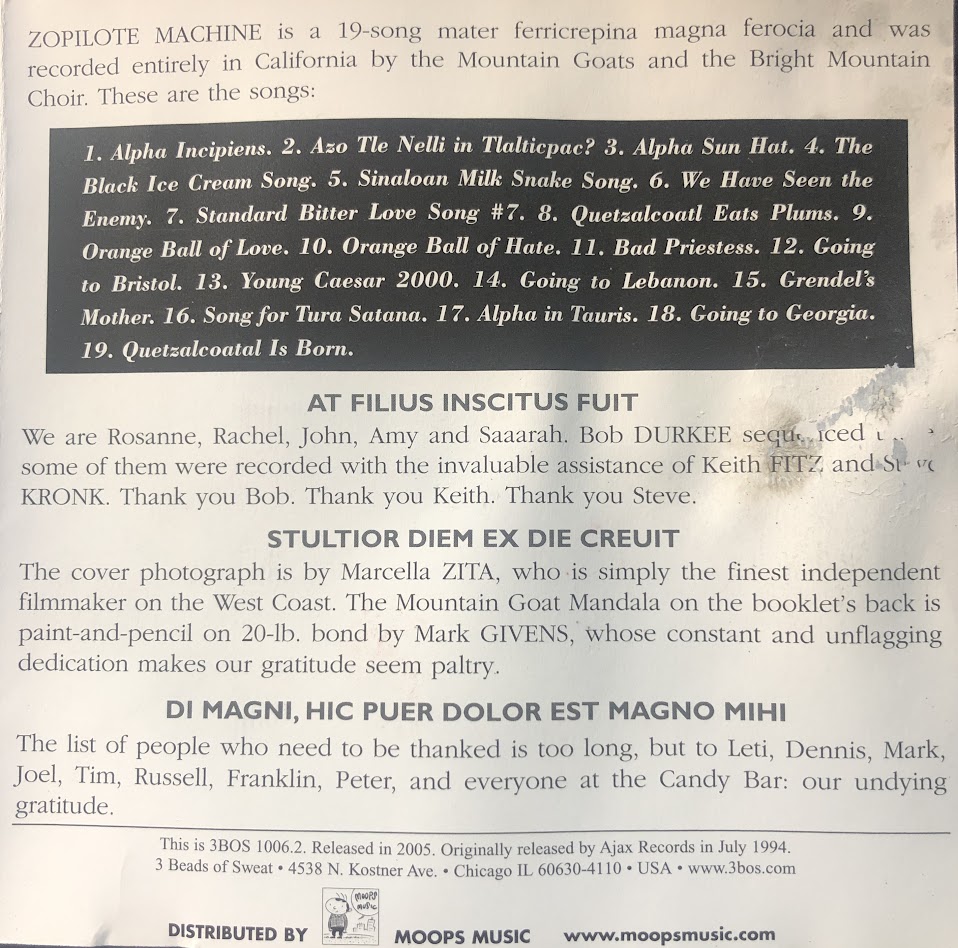 ZOPILOTE MACHINE is a 19-song mater ferricrepina magna ferocia and was
recorded entirely in California by the Mountain Goats and the Bright Mountain
Choir. These are the songs:
1. Alpha Incipiens. 2. Azo Tle Nelli in Tlalticpac? 3. Alpha Sun Hat. 4. The
Black Ice Cream Song. 5. Sinaloan Milk Snake Song. 6. We Have Seen the
Enemy. 7. Standard Bitter Love Song #7. 8. Quetzalcoatl Eats Plums. 9.
Orange Ball of Love. 10. Orange Ball of Hate. 11. Bad Priestess. 12. Going
to Bristol. 13. Young Caesar 2000. 14. Going to Lebanon. 15. Grendel's
Mother. 16. Song for Tura Satana. 17. Alpha in Tauris. 18. Going to Georgia.
19. Quetzalcoatal Is Born.
AT FILIUS INSCITUS FUIT
We are Rosanne, Rachel, John, Amy and Saaarah. Bob DURKEE
some of them were recorded with the invaluable assistance of Keith FITZ and
KRONK. Thank you Bob. Thank you Keith. Thank you Steve.
STULTIOR DIEM EX DIE CREUIT
The cover photograph is by Marcella ZITA, who is simply the finest independent
filmmaker on the West Coast. The Mountain Goat Mandala on the booklet's back is
paint-and-pencil on 20-lb. bond by Mark GIVENS, whose constant and unflagging
dedication makes our gratitude seem paltry.
DI MAGNI, HIC PUER DOLOR EST MAGNO MIHI
The list of people who need to be thanked is too long, but to Leti, Dennis, Mark,
Joel, Tim, Russell, Franklin, Peter, and everyone at the Candy Bar: our undying
gratitude.
This is 3BOS 1006.2. Released in 2005. Originally released by Ajax Records in July 1994.
3 Beads of Sweat • 4538 N. Kostner Ave. • Chicago IL 60630-4110 • USA • www.3bos.com
MOOPS
MUSIC
DISTRIBUTED BY MOOPS MUSIC www.moopsmusic.com